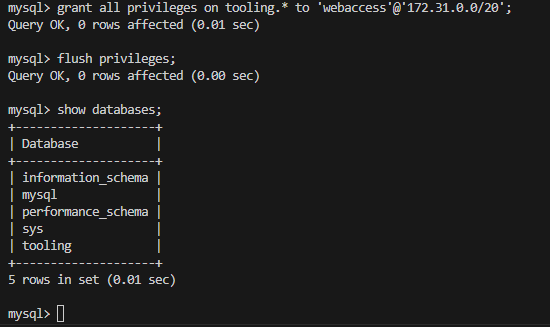 mysql> grant all privileges on tooling.* to 'webaccess'@'172.31.0.0/20';
Query OK, 0 rows affected (0.01 sec)
mysql> flush privileges;
Query OK, 0 rows affected (0.00 sec)
mysql> show databases;
+--------------------+
| Database           |
+--------------------+
| information_schema |
| mysql              |
| performance_schema |
| sys                |
| tooling            |
+--------------------+
5 rows in set (0.01 sec)
mysql>